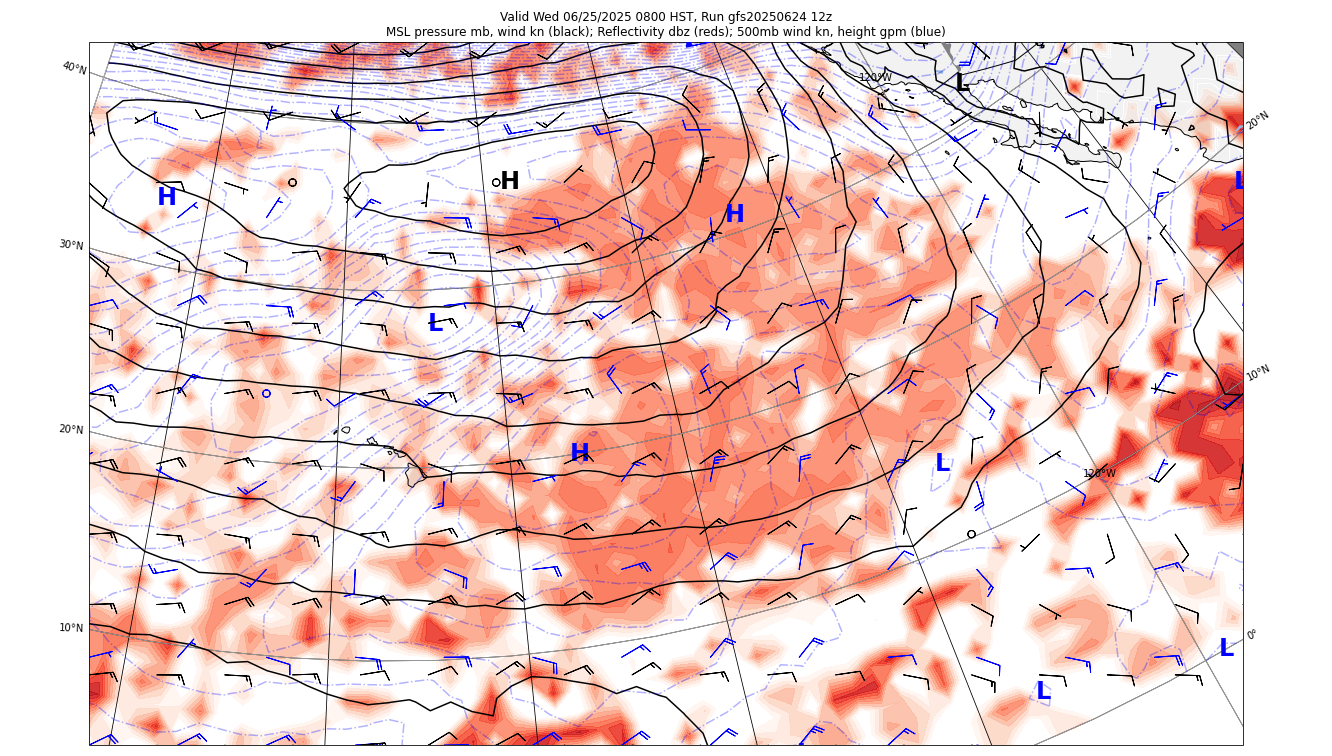 Valid Wed 06/25/2025 0800 HST, Run gfs20250624 12z
MSL pressure mb, wind kn (black); Reflectivity dbz (reds); 500mb wind kn, height gpm (blue)
40°N
120°W
L
20°N
H
H
L
H
30°N
L
10°N
20°N
H
L
120°W
10°N
0°
L
L